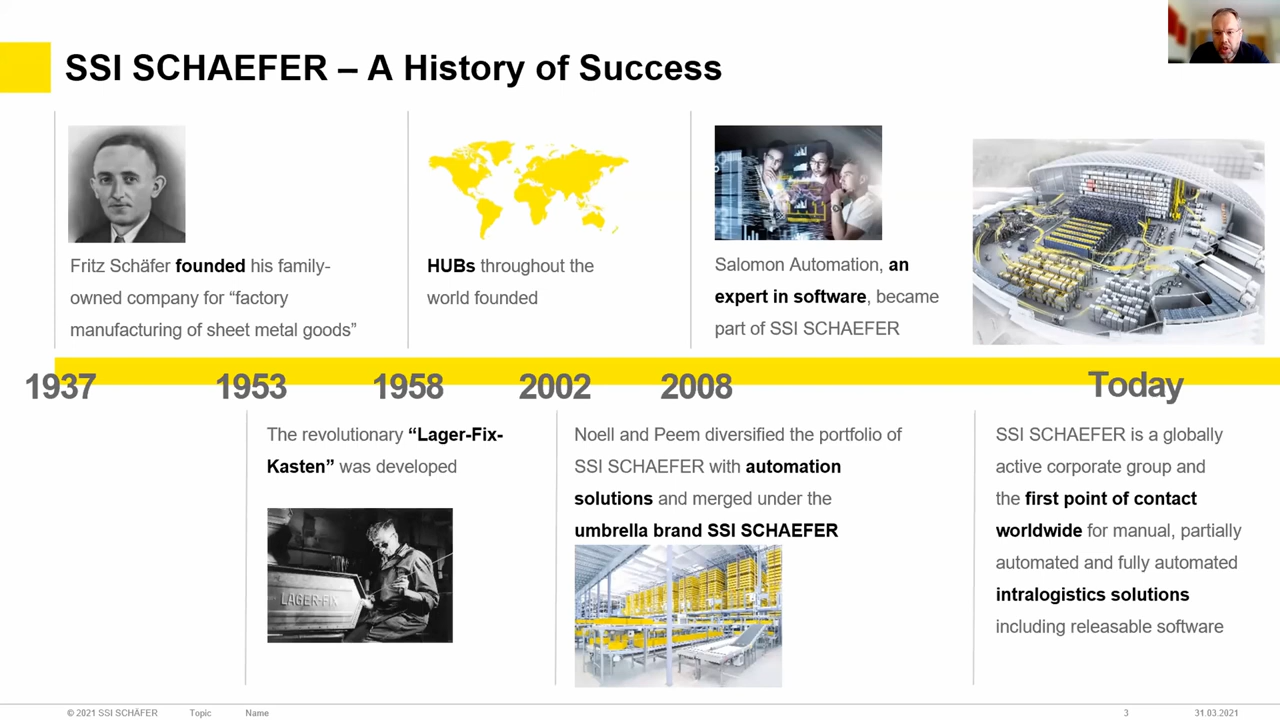 SSI SCHAEFER – A History of Success
Fritz Schäfer founded his family-
owned company for “factory
manufacturing of sheet metal goods”
HUBs throughout the
world founded
Salomon Automation, an
expert in software, became
part of SSI SCHAEFER
1937
1953
1958
2002
2008
Today
The revolutionary “Lager-Fix-
Kasten” was developed
LAGER-FIX
Noell and Peem diversified the portfolio of
SSI SCHAEFER with automation
solutions and merged under the
umbrella brand SSI SCHAEFER
SSI SCHAEFER is a globally
active corporate group and
the first point of contact
worldwide for manual, partially
automated and fully automated
intralogistics solutions
including releasable software
© 2021 SSI SCHÄFER
Topic
Name
3
31.03.2021